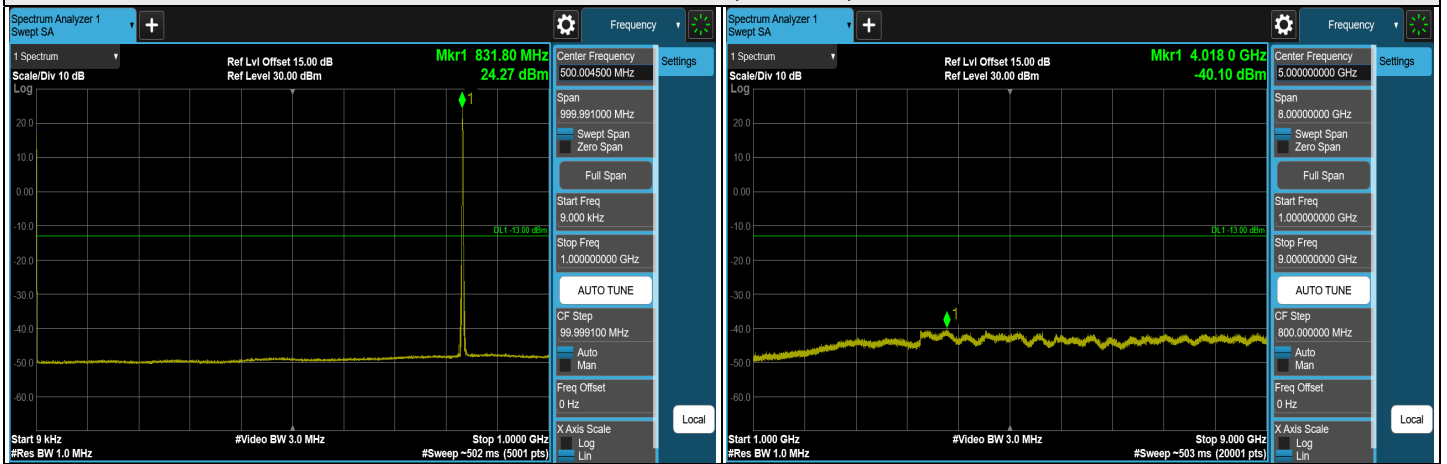 Spectrum Analyzer 1
Swept SA
+
Frequency
1 Spectrum
Scale/Div 10 dB
Log
Ref Lvl Offset 15.00 dB
Ref Level 30.00 dBm
Mkr1 831.80 MHz
24.27 dBm
1
20.0
10.0
0.00
-10.0
-20.0
-30.0
-40.0
-50.0
-60.0
DL1 -13.00 dBm
Start 9 kHz
#Res BW 1.0 MHz
#Video BW 3.0 MHz
Stop 1.0000 GHz
#Sweep ~502 ms (5001 pts)
Center Frequency
500.004500 MHz
Settings
Span
999.991000 MHz
Swept Span
Zero Span
Full Span
Start Freq
9.000 kHz
Stop Freq
1.000000000 GHz
AUTO TUNE
CF Step
99.999100 MHz
Auto
Man
Freq Offset
0 Hz
X Axis Scale
Log
Lin
Local
Spectrum Analyzer 1
Swept SA
+
Frequency
1 Spectrum
Scale/Div 10 dB
Log
Ref Lvl Offset 15.00 dB
Ref Level 30.00 dBm
Mkr1 4.018 0 GHz
-40.10 dBm
1
20.0
10.0
0.00
-10.0
-20.0
-30.0
-40.0
-50.0
-60.0
DL1 -13.00 dBm
Start 1.000 GHz
#Res BW 1.0 MHz
#Video BW 3.0 MHz
Stop 9.000 GHz
#Sweep ~503 ms (20001 pts)
Center Frequency
5.000000000 GHz
Settings
Span
8.00000000 GHz
Swept Span
Zero Span
Full Span
Start Freq
1.000000000 GHz
Stop Freq
9.000000000 GHz
AUTO TUNE
CF Step
800.000000 MHz
Auto
Man
Freq Offset
0 Hz
X Axis Scale
Log
Lin
Local